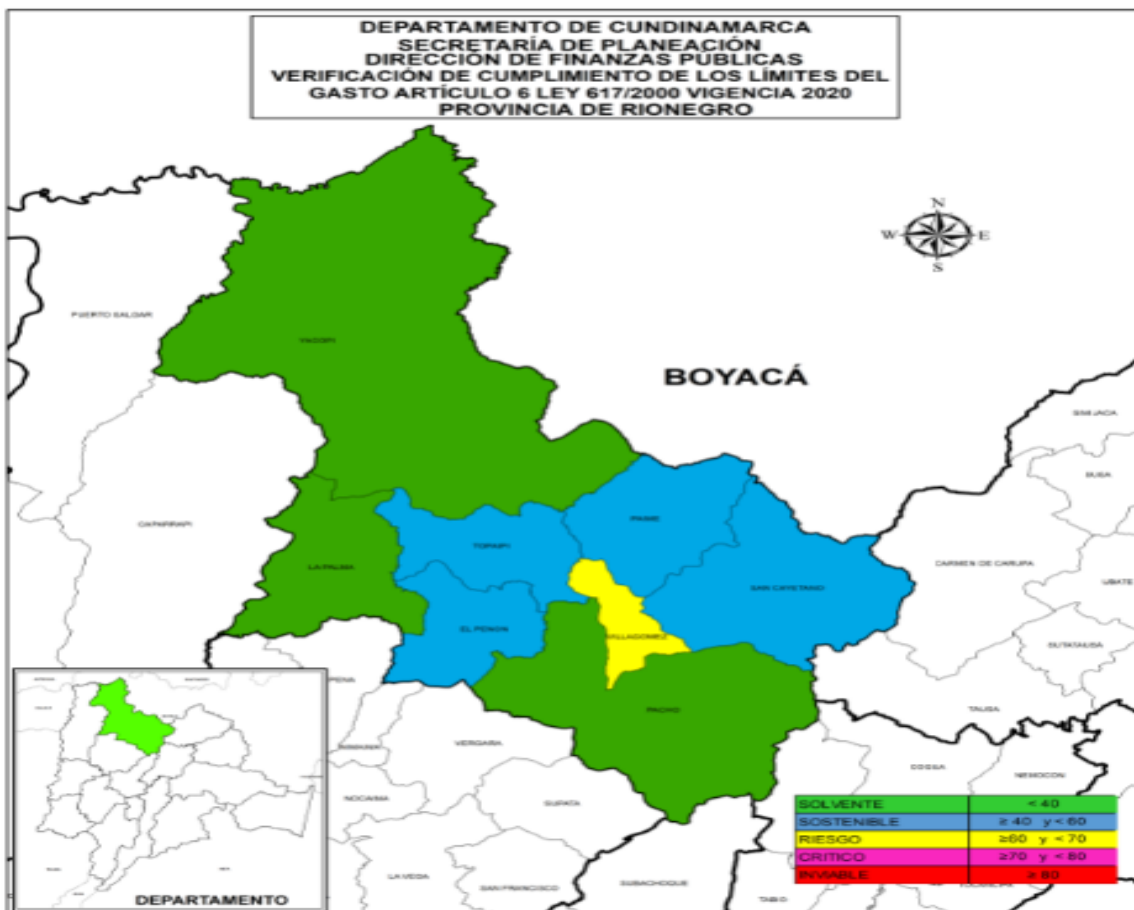 DEPARTAMENTO DE CUNDINAMARCA
SECRETARÍA DE PLANEACIÓN
DIRECCIÓN DE FINANZAS PÚBLICAS
VERIFICACIÓN DE CUMPLIMIENTO DE LOS LÍMITES DEL
GASTO ARTÍCULO 6 LEY 617/2000 VIGENCIA 2020
PROVINCIA DE RIONEGRO
N
W E
S
PUERTO SALGAR
YACOPI
BOYACÁ
SIMIJACA
SUSA
CAPARRAPI
TOPAIPI
PAIME
LA PALMA
SAN CAYETANO
CARMEN DE CARUPA
UBATE
EL PENON
VILLAGOMEZ
SUTATAUSA
PACHO
TAUSA
VERGARA
COGUA
NEMOCON
NOCAIMA
SUPATA
LA VEGA
SAN FRANCISCO
SUBACHOQUE
TABIO
SOLVENTE < 40
SOSTENIBLE ≥ 40 y < 60
RIESGO ≥60 y < 70
CRITICO ≥70 y < 80
INVIABLE ≥ 80
DEPARTAMENTO